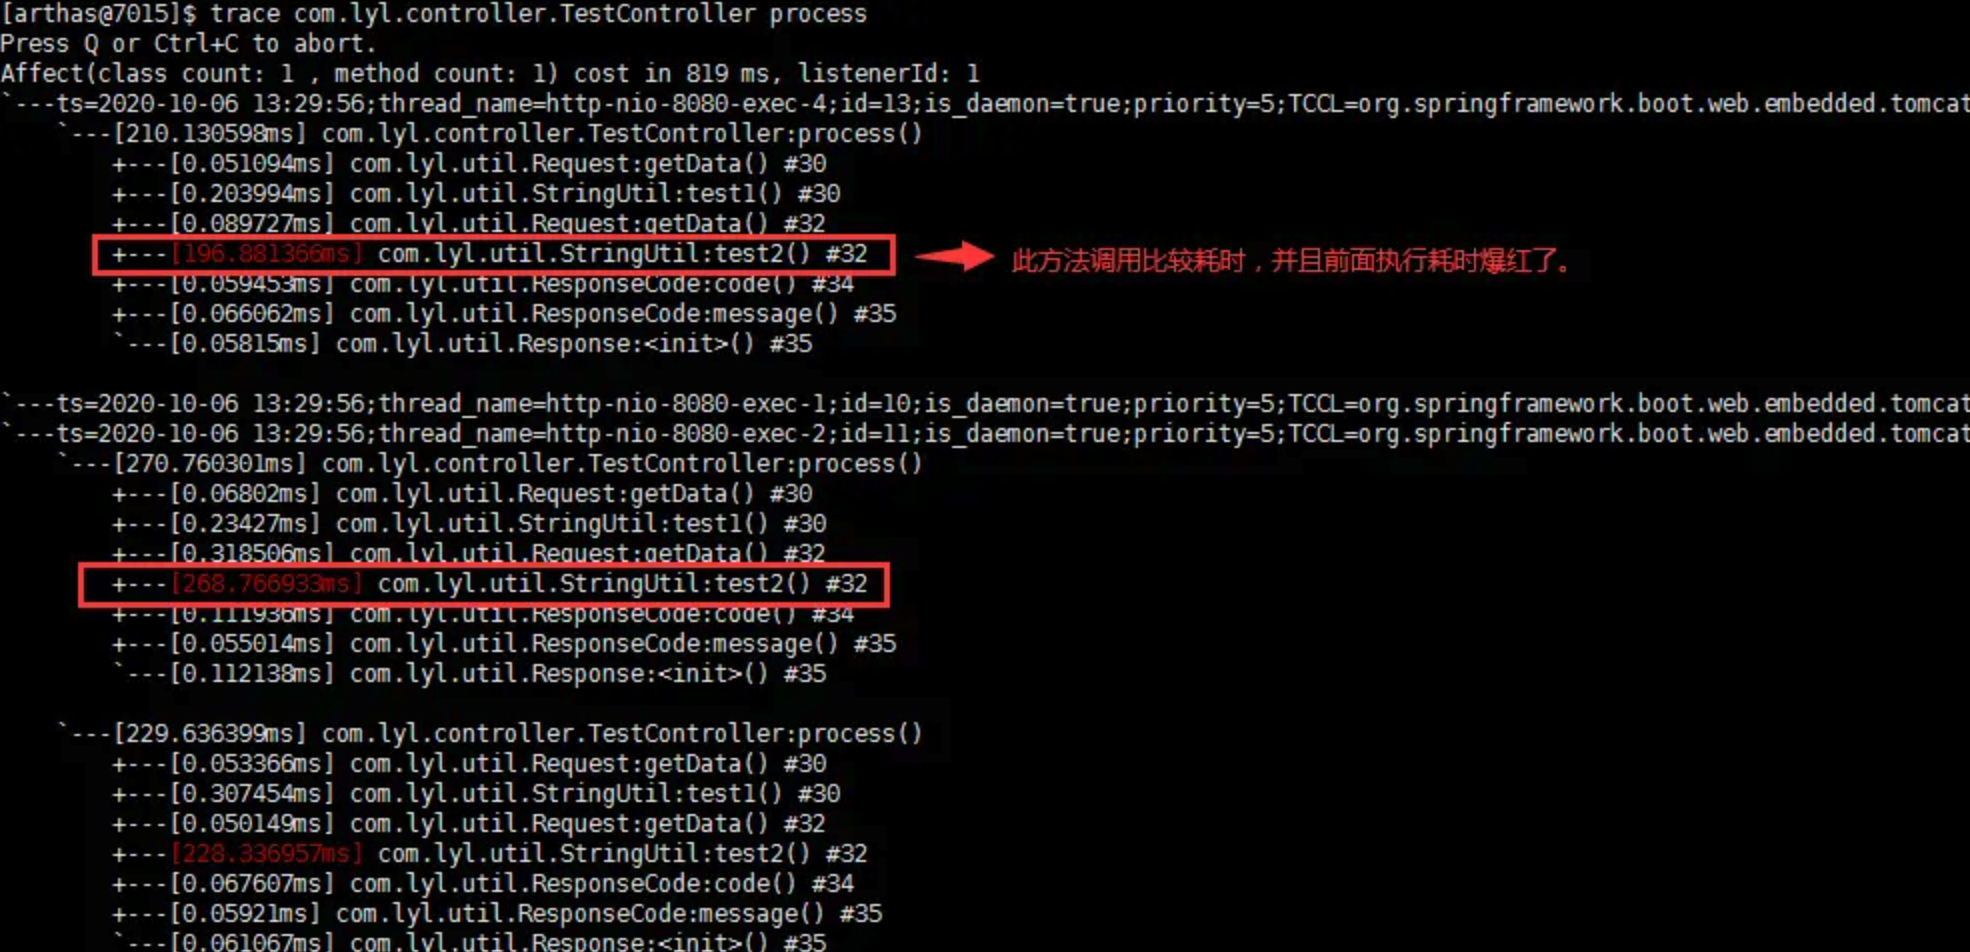 [arthas@7015]$ trace com.lyl.controller.TestController process
Press Q or Ctrl+C to abort.
Affect(class count: 1 , method count: 1) cost in 819 ms, listenerId: 1
`---ts=2020-10-06 13:29:56;thread_name=http-nio-8080-exec-4;id=13;is_daemon=true;priority=5;TCCL=org.springframework.boot.web.embedded.tomcat
`---[210.130598ms] com.lyl.controller.TestController:process()
+---[0.051094ms] com.lyl.util.Request:getData() #30
+---[0.203994ms] com.lyl.util.StringUtil:test1() #30
+---[0.089727ms] com.lyl.util.Request:getData() #32
+---[196.881366ms] com.lyl.util.StringUtil:test2() #32 此方法调用比较耗时，并且前面执行耗时爆红了。
+---[0.059453ms] com.lyl.util.ResponseCode:code() #34
+---[0.066062ms] com.lyl.util.ResponseCode:message() #35
`---[0.05815ms] com.lyl.util.Response:<init>() #35
`---ts=2020-10-06 13:29:56;thread_name=http-nio-8080-exec-1;id=10;is_daemon=true;priority=5;TCCL=org.springframework.boot.web.embedded.tomcat
`---ts=2020-10-06 13:29:56;thread_name=http-nio-8080-exec-2;id=11;is_daemon=true;priority=5;TCCL=org.springframework.boot.web.embedded.tomcat
`---[270.760301ms] com.lyl.controller.TestController:process()
+---[0.06802ms] com.lyl.util.Request:getData() #30
+---[0.23427ms] com.lyl.util.StringUtil:test1() #30
+---[0.318506ms] com.lyl.util.Request:getData() #32
+---[268.766933ms] com.lyl.util.StringUtil:test2() #32
+---[0.111936ms] com.lyl.util.ResponseCode:code() #34
+---[0.055014ms] com.lyl.util.ResponseCode:message() #35
`---[0.112138ms] com.lyl.util.Response:<init>() #35
`---[229.636399ms] com.lyl.controller.TestController:process()
+---[0.053366ms] com.lyl.util.Request:getData() #30
+---[0.307454ms] com.lyl.util.StringUtil:test1() #30
+---[0.050149ms] com.lyl.util.Request:getData() #32
+---[228.336957ms] com.lyl.util.StringUtil:test2() #32
+---[0.067607ms] com.lyl.util.ResponseCode:code() #34
+---[0.05921ms] com.lyl.util.ResponseCode:message() #35
`---[0.061067ms] com.lyl.util.Response:<init>() #35